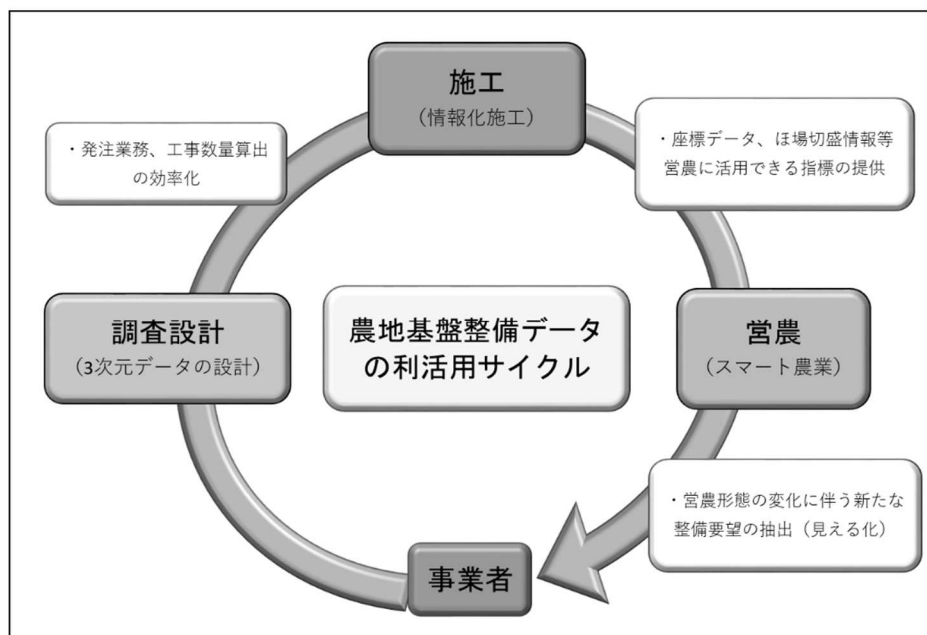 施工
(情報化施工)
・発注業務、工事数量算出
の効率化
・座標データ、ほ場切盛情報等
営農に活用できる指標の提供
調査設計
(3次元データの設計)
農地基盤整備データ
の利活用サイクル
営農
(スマート農業)
・営農形態の変化に伴う新たな
整備要望の抽出（見える化）
事業者